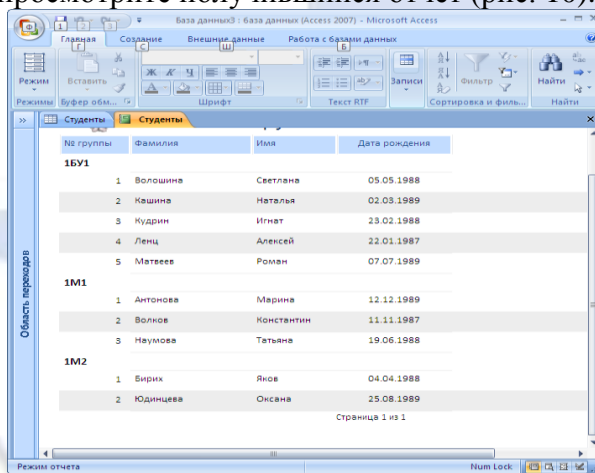 просмотрите получившийся отчет (рис. 10).
База данных3 : база данных (Access 2007) - Microsoft Access
1 2 3
Главная Создание Внешние данные Работа с базами данных
Г С Ш Б
Режим Вставить Ж К Ч Записи Фильтр Найти
Режимы Буфер обм... Шрифт Текст RTF Сортировка и филь... Найти
Студенты Студенты
№ группы Фамилия Имя Дата рождения
1БУ1
1 Волошина Светлана 05.05.1988
2 Кашина Наталья 02.03.1989
3 Кудрин Игнат 23.02.1988
4 Ленц Алексей 22.01.1987
5 Матвеев Роман 07.07.1989
1М1
1 Антонова Марина 12.12.1989
2 Волков Константин 11.11.1987
3 Наумова Татьяна 19.06.1988
1М2
1 Бирих Яков 04.04.1988
2 Юдинцева Оксана 25.08.1989
Страница 1 из 1
Область переходов
Режим отчета Num Lock